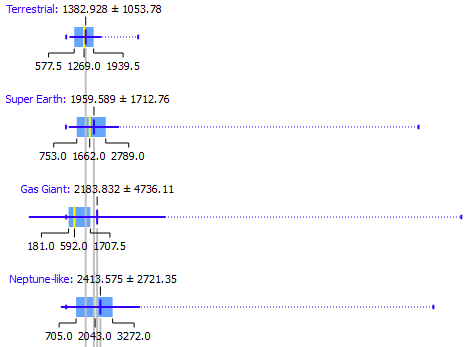 Terrestrial: 1382.928 ± 1053.78
577.5 1269.0 1939.5
Super Earth: 1959.589 ± 1712.76
753.0 1662.0 2789.0
Gas Giant: 2183.832 ± 4736.11
181.0 592.0 1707.5
Neptune-like: 2413.575 ± 2721.35
705.0 2043.0 3272.0